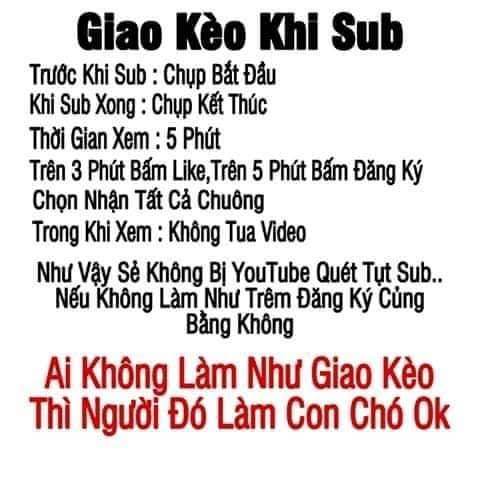 Giao Kèo Khi Sub
Trước Khi Sub : Chụp Bắt Đầu
Khi Sub Xong : Chụp Kết Thúc
Thời Gian Xem : 5 Phút
Trên 3 Phút Bấm Like,Trên 5 Phút Bấm Đăng Ký
Chọn Nhận Tất Cả Chuông
Trong Khi Xem : Không Tua Video
Như Vậy Sẻ Không Bị YouTube Quét Tụt Sub..
Nếu Không Làm Như Trêm Đăng Ký Củng
Bằng Không
Ai Không Làm Như Giao Kèo
Thì Người Đó Làm Con Chó Ok